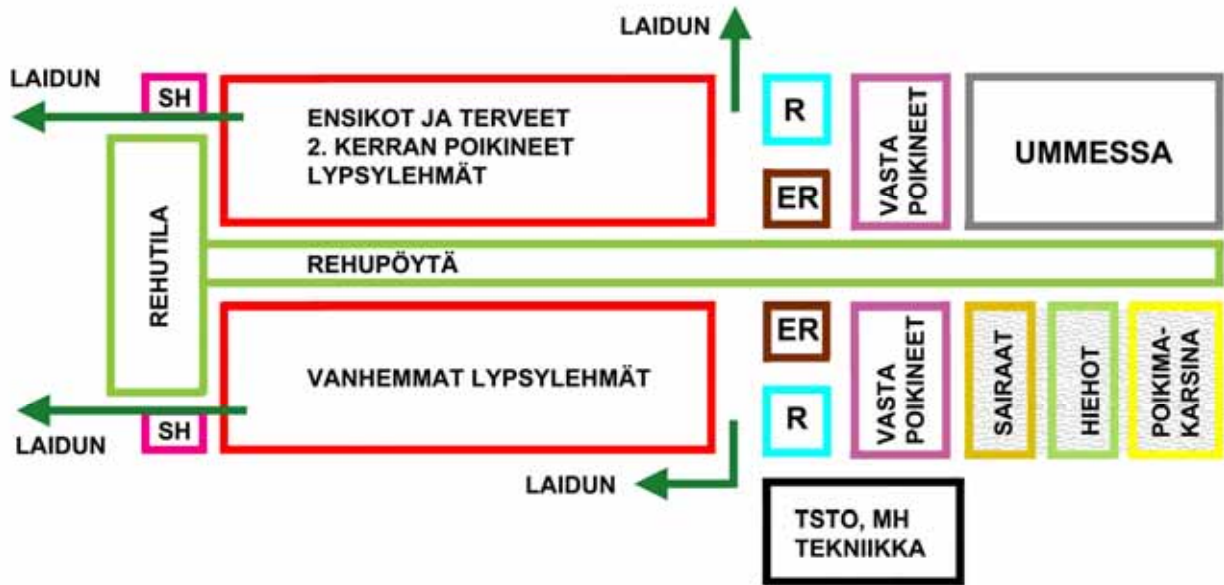 LAIDUN
LAIDUN
SH
ENSIKOT JA TERVEET
2. KERRAN POIKINEET
LYPSYLEHMÄT
R
ER
VASTA
POIKINEET
UMMESSA
REHUTILA
REHUPÖYTÄ
VANHEMMAT LYPSYLEHMÄT
ER
R
VASTA
POIKINEET
SAIRAAT
HIEHOT
POIKIMA-
KARSINA
LAIDUN
SH
LAIDUN
TSTO, MH
TEKNIIKKA